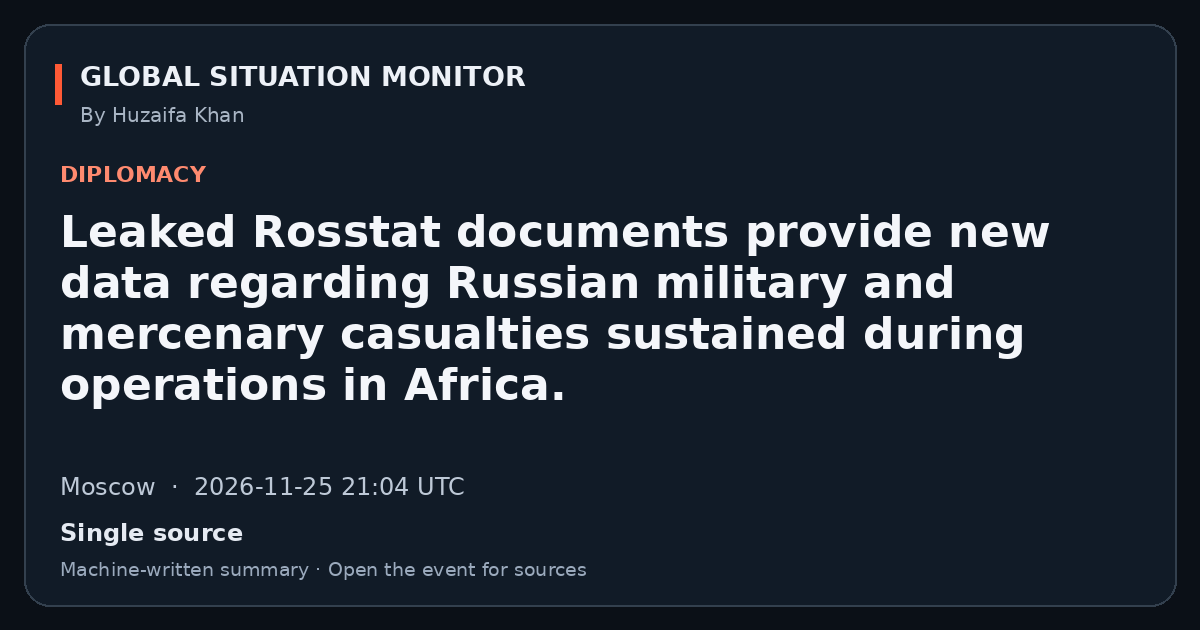 GLOBAL SITUATION MONITOR
By Huzaifa Khan
DIPLOMACY
Leaked Rosstat documents provide new
data regarding Russian military and
mercenary casualties sustained during
operations in Africa.
Moscow · 2026-11-25 21:04 UTC
Single source
Machine-written summary · Open the event for sources